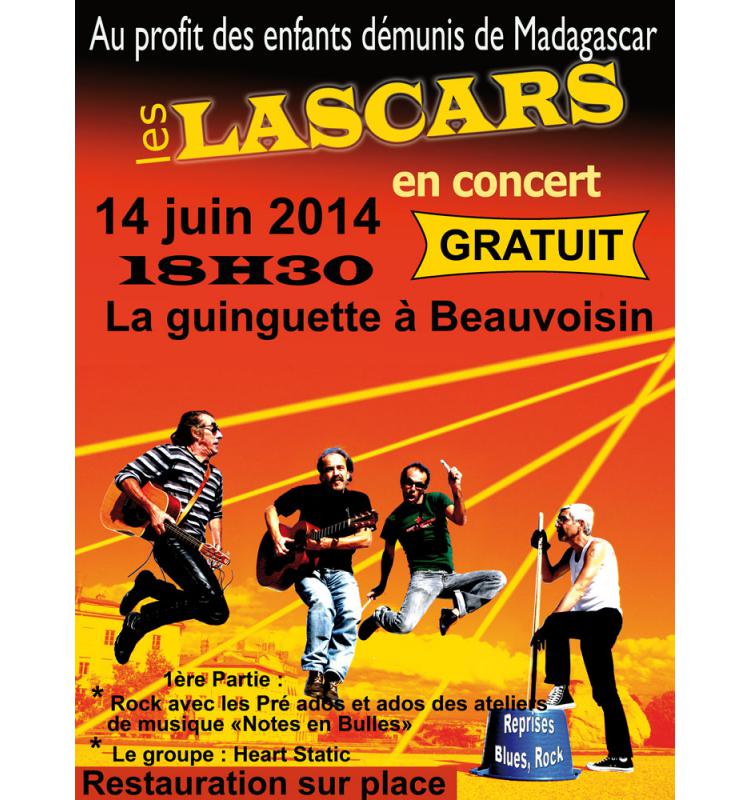 Au profit des enfants démunis de Madagascar
les LASCARS
en concert
14 juin 2014
GRATUIT
18H30
La guinguette à Beauvoisin
1ère Partie :
* Rock avec les Pré ados et ados des ateliers
de musique «Notes en Bulles»
* Le groupe : Heart Static
Reprises
Blues, Rock
Restauration sur place